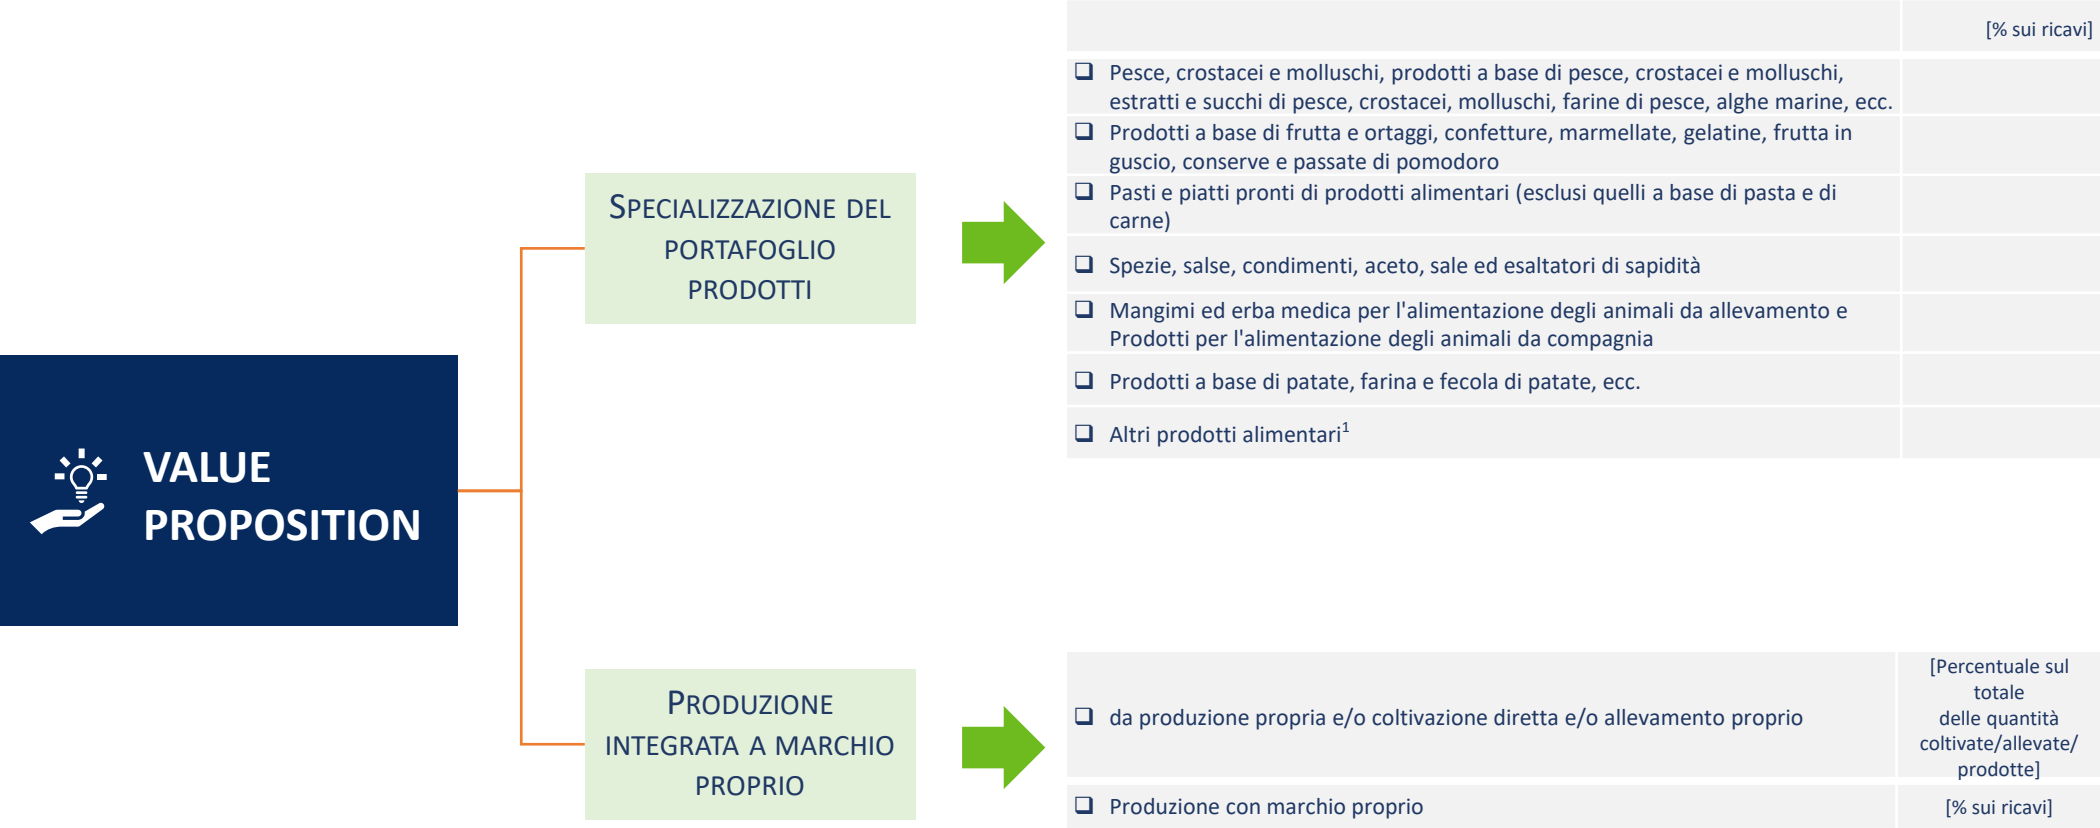 [% sui ricavi]
❑ Pesce, crostacei e molluschi, prodotti a base di pesce, crostacei e molluschi,
estratti e succhi di pesce, crostacei, molluschi, farine di pesce, alghe marine, ecc.
❑ Prodotti a base di frutta e ortaggi, confetture, marmellate, gelatine, frutta in
guscio, conserve e passate di pomodoro
❑ Pasti e piatti pronti di prodotti alimentari (esclusi quelli a base di pasta e di
carne)
❑ Spezie, salse, condimenti, aceto, sale ed esaltatori di sapidità
❑ Mangimi ed erba medica per l'alimentazione degli animali da allevamento e
Prodotti per l'alimentazione degli animali da compagnia
❑ Prodotti a base di patate, farina e fecola di patate, ecc.
❑ Altri prodotti alimentari¹
SPECIALIZZAZIONE DEL
PORTAFOGLIO
PRODOTTI
VALUE
PROPOSITION
PRODUZIONE
INTEGRATA A MARCHIO
PROPRIO
❑ da produzione propria e/o coltivazione diretta e/o allevamento proprio
[Percentuale sul
totale
delle quantità
coltivate/allevate/
prodotte]
❑ Produzione con marchio proprio
[% sui ricavi]